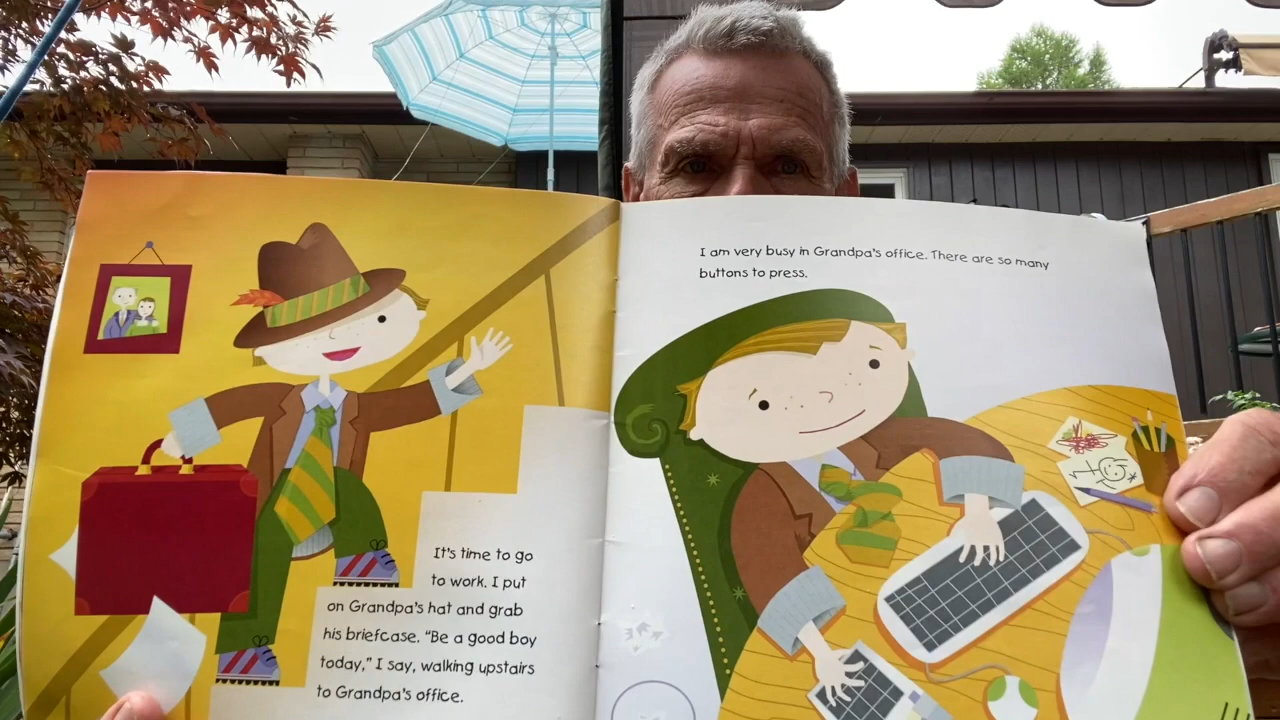 It's time to go
to work. I put
on Grandpa's hat and grab
his briefcase. "Be a good boy
today," I say, walking upstairs
to Grandpa's office.
I am very busy in Grandpa's office. There are so many
buttons to press.